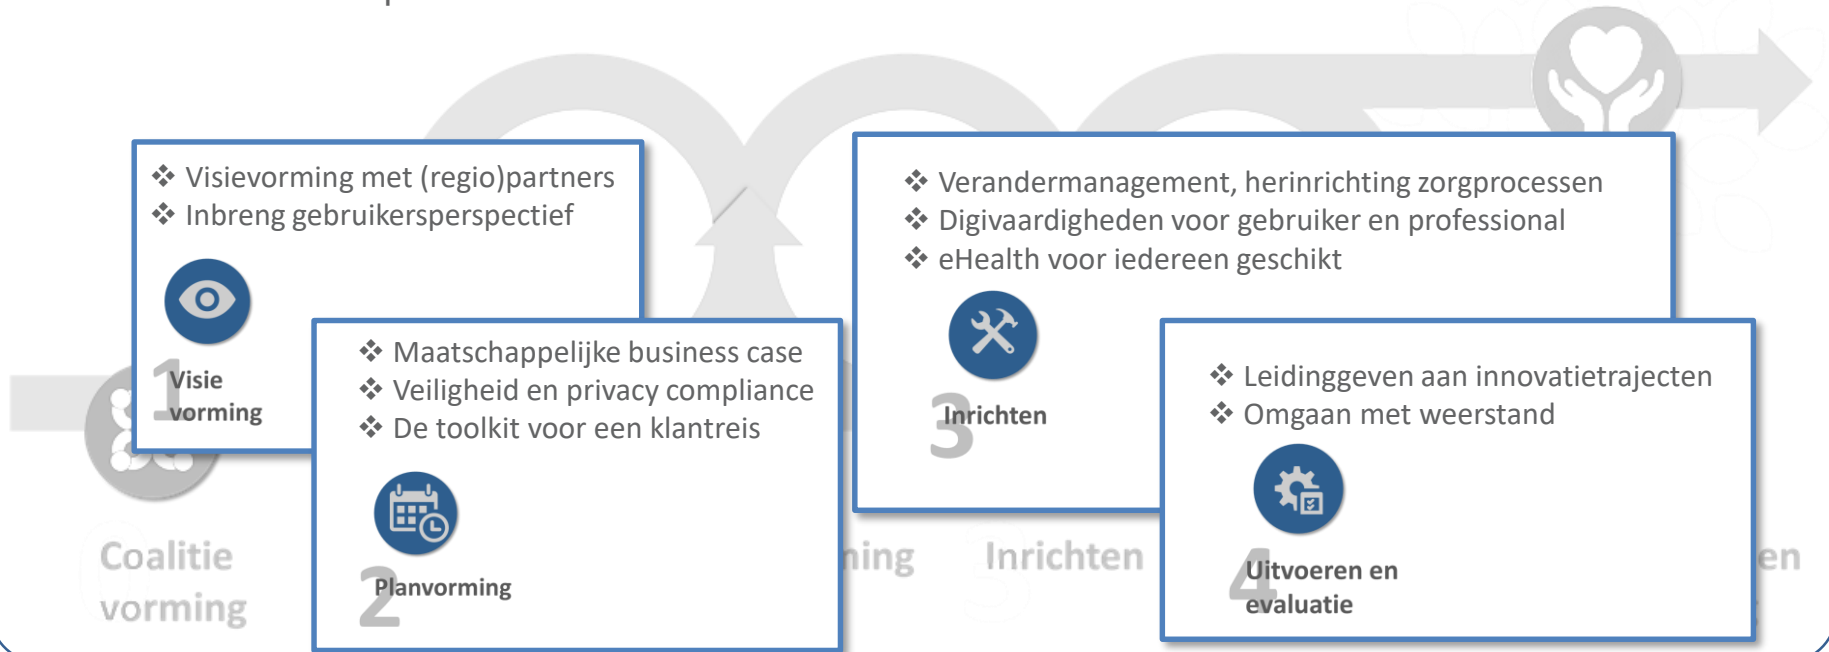 ❖ Visievorming met (regio)partners
❖ Inbreng gebruikersperspectief
1
Visie
vorming
❖ Maatschappelijke business case
❖ Veiligheid en privacy compliance
❖ De toolkit voor een klantreis
2
Planvorming
❖ Verandermanagement, herinrichting zorgprocessen
❖ Digivaardigheden voor gebruiker en professional
❖ eHealth voor iedereen geschikt
3
Inrichten
❖ Leidinggeven aan innovatietrajecten
❖ Omgaan met weerstand
4
Uitvoeren en
evaluatie
Coalitie
vorming
ning
Inrichten
en